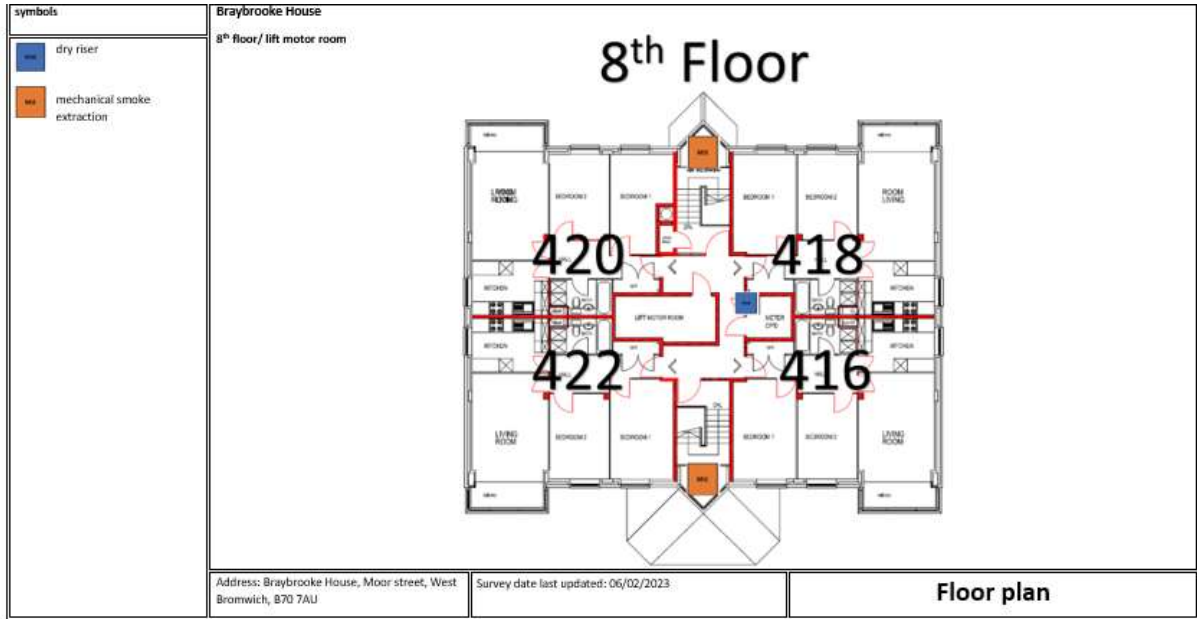 symbols
dry riser
mechanical smoke
extraction
Braybrooke House
8th floor/ lift motor room
8th Floor
BEDROOM 2
BEDROOM 1
BEDROOM 1
BEDROOM 2
ROOM
LIVING
420
418
KITCHEN
KITCHEN
LIFT MOTOR ROOM
METER
CPD
KITCHEN
KITCHEN
422
416
HALL
LIVING
ROOM
BEDROOM 2
BEDROOM 1
BEDROOM 1
BEDROOM 2
LIVING
ROOM
Address: Braybrooke House, Moor street, West
Bromwich, B70 7AU
Survey date last updated: 06/02/2023
Floor plan